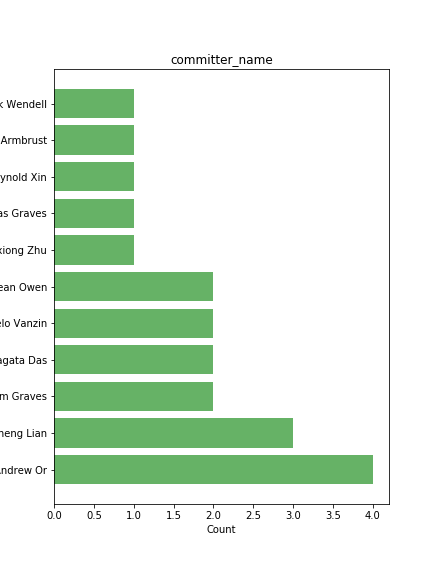 committer_name
k Wendell
Armbrust
ynold Xin
as Graves
xiong Zhu
ean Owen
elo Vanzin
agata Das
m Graves
heng Lian
Andrew Or
0.0 0.5 1.0 1.5 2.0 2.5 3.0 3.5 4.0
Count